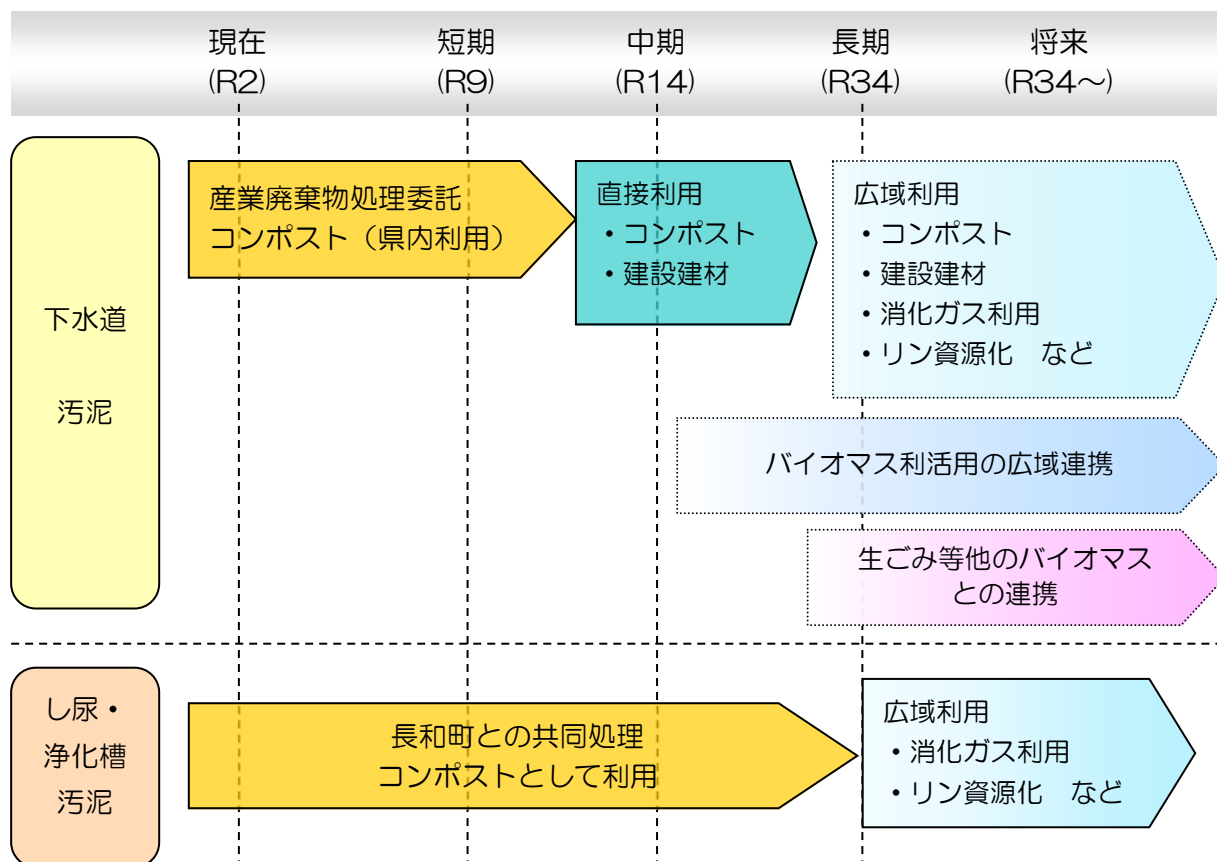 現在 短期 中期 長期 将来
(R2) (R9) (R14) (R34) (R34～)
下水道
汚泥
産業廃棄物処理委託
コンポスト（県内利用）
直接利用
・コンポスト
・建設建材
広域利用
・コンポスト
・建設建材
・消化ガス利用
・リン資源化　など
バイオマス利活用の広域連携
生ごみ等他のバイオマス
との連携
し尿・
浄化槽
汚泥
長和町との共同処理
コンポストとして利用
広域利用
・消化ガス利用
・リン資源化　など